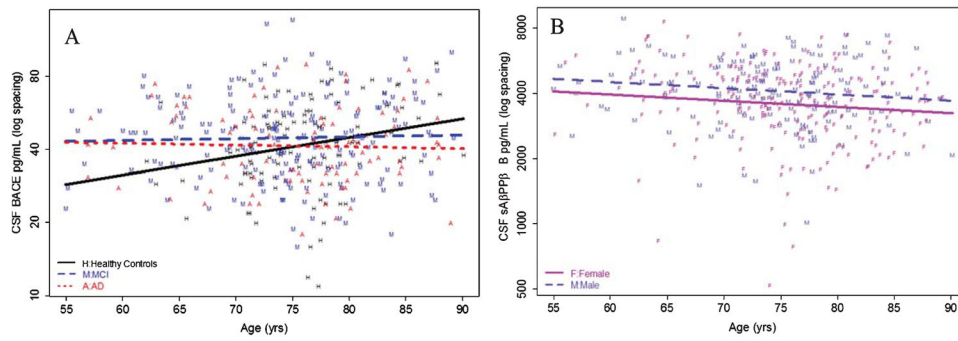 A
CSF BACE pg/mL (log spacing)
80
40
20
10
H:Healthy Controls
M:MCI
A:AD
55 60 65 70 75 80 85 90
Age (yrs)
B
CSF sAβPPβ B pg/mL (log spacing)
8000
4000
2000
1000
500
F:Female
M:Male
55 60 65 70 75 80 85 90
Age (yrs)